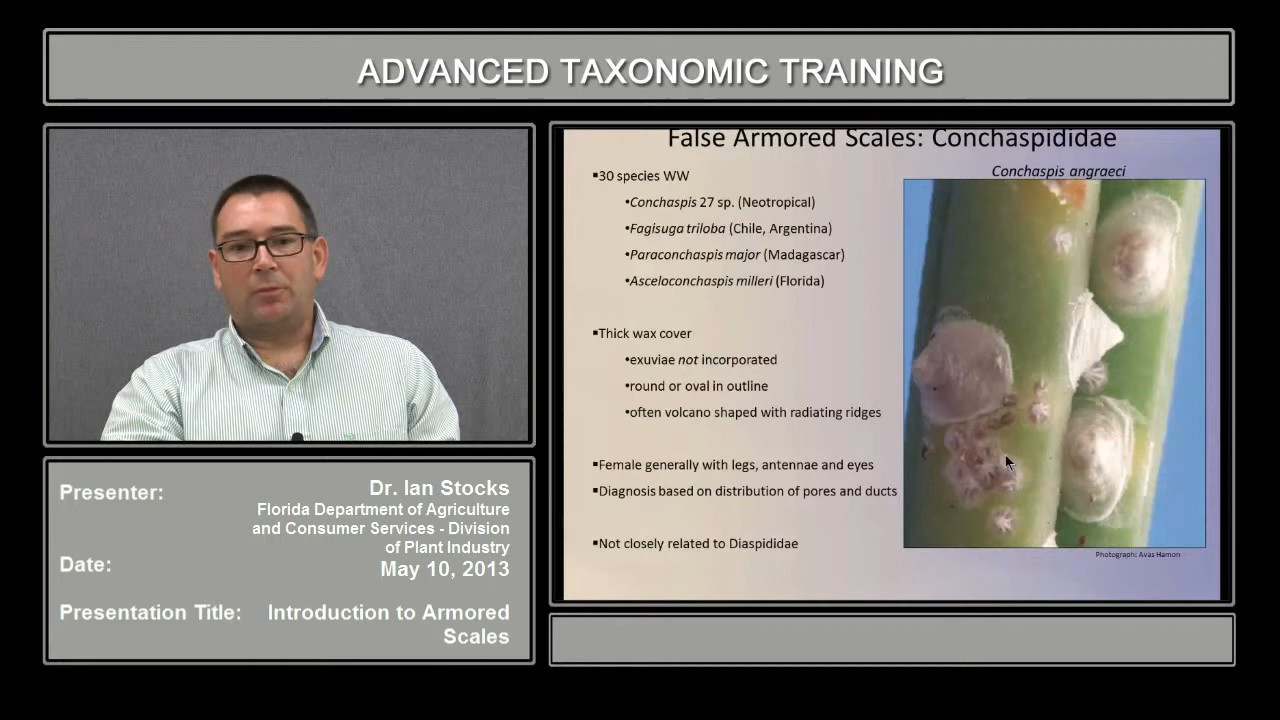 ADVANCED TAXONOMIC TRAINING
False Armored Scales: Conchaspididae
Conchaspis angraeci
▪30 species WW
•Conchaspis 27 sp. (Neotropical)
•Fagisuga triloba (Chile, Argentina)
•Paraconchaspis major (Madagascar)
•Asceloconchaspis milleri (Florida)
▪Thick wax cover
•exuviae not incorporated
•round or oval in outline
•often volcano shaped with radiating ridges
▪Female generally with legs, antennae and eyes
▪Diagnosis based on distribution of pores and ducts
▪Not closely related to Diaspididae
Photograph: Avas Hamon
Presenter: Dr. Ian Stocks
Florida Department of Agriculture
and Consumer Services - Division
of Plant Industry
Date: May 10, 2013
Presentation Title: Introduction to Armored
Scales